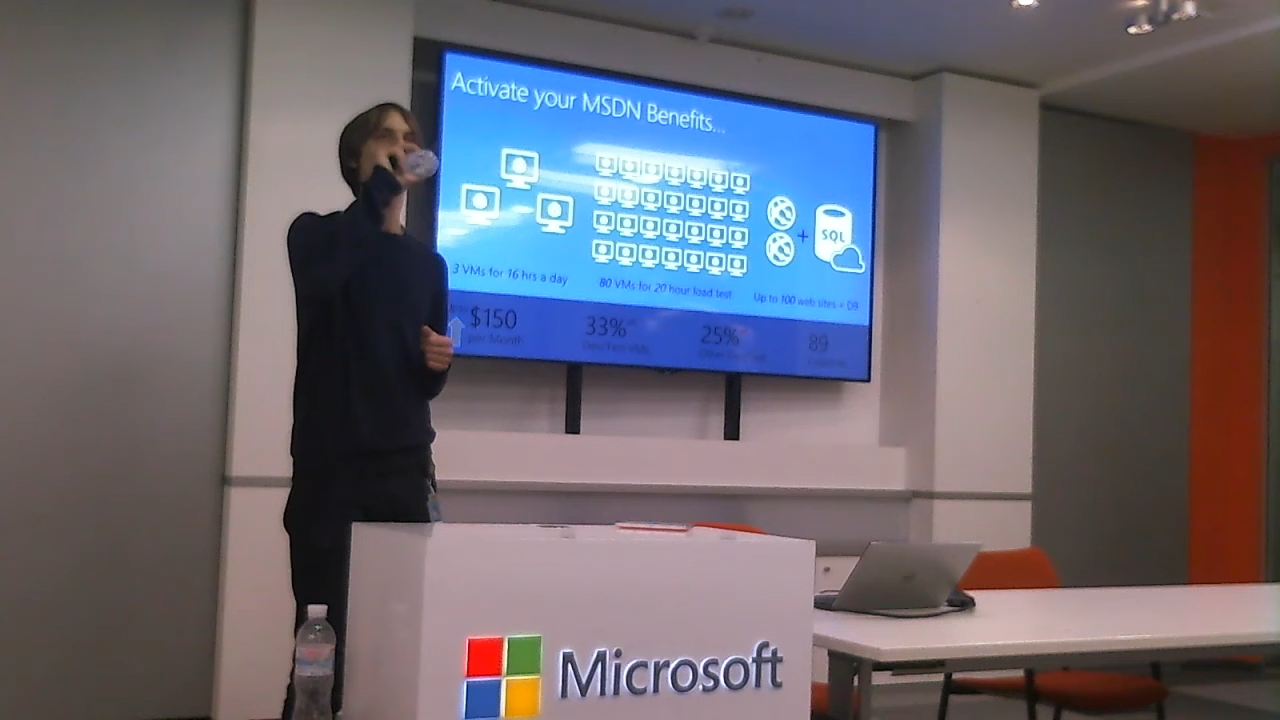 Activate your MSDN Benefits...
SQL
3 VMs for 16 hrs a day
80 VMs for 20 hour load test
Up to 100 web sites + DB
$150
per Month
33%
25%
89
Microsoft